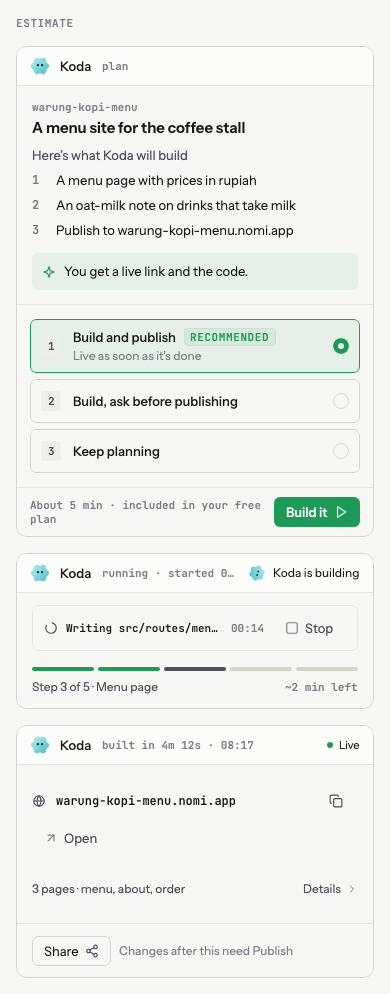 ESTIMATE
Koda plan
warung-kopi-menu
A menu site for the coffee stall
Here's what Koda will build
1 A menu page with prices in rupiah
2 An oat-milk note on drinks that take milk
3 Publish to warung-kopi-menu.nomi.app
You get a live link and the code.
1 Build and publish RECOMMENDED
Live as soon as it's done
2 Build, ask before publishing
3 Keep planning
About 5 min · included in your free
plan
Build it
Koda running · started 0… Koda is building
Writing src/routes/men… 00:14 Stop
Step 3 of 5 · Menu page ~2 min left
Koda built in 4m 12s · 08:17 Live
warung-kopi-menu.nomi.app
Open
3 pages · menu, about, order Details
Share Changes after this need Publish